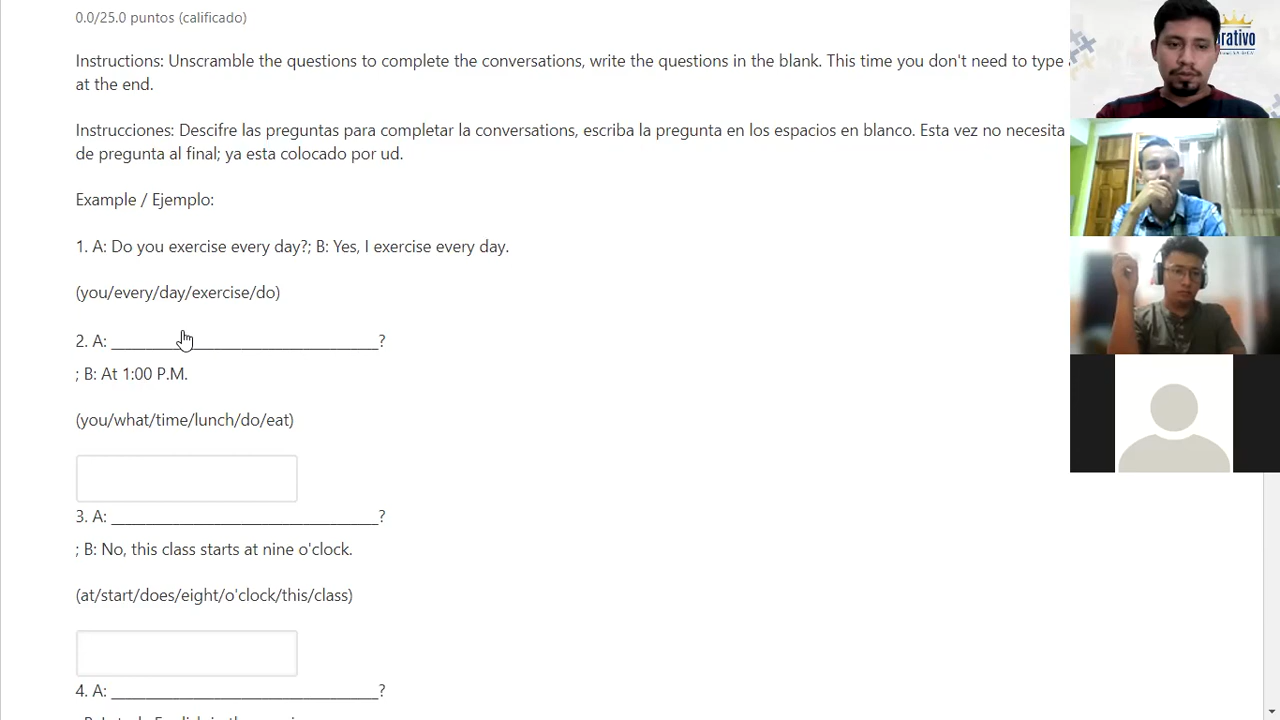 0.0/25.0 puntos (calificado)
Instructions: Unscramble the questions to complete the conversations, write the questions in the blank. This time you don't need to type
at the end.
Instrucciones: Descifre las preguntas para completar la conversations, escriba la pregunta en los espacios en blanco. Esta vez no necesita
de pregunta al final; ya esta colocado por ud.
Example / Ejemplo:
1. A: Do you exercise every day?; B: Yes, I exercise every day.
(you/every/day/exercise/do)
2. A: ______________________________?
; B: At 1:00 P.M.
(you/what/time/lunch/do/eat)
3. A: ______________________________?
; B: No, this class starts at nine o'clock.
(at/start/does/eight/o'clock/this/class)
4. A: ______________________________?